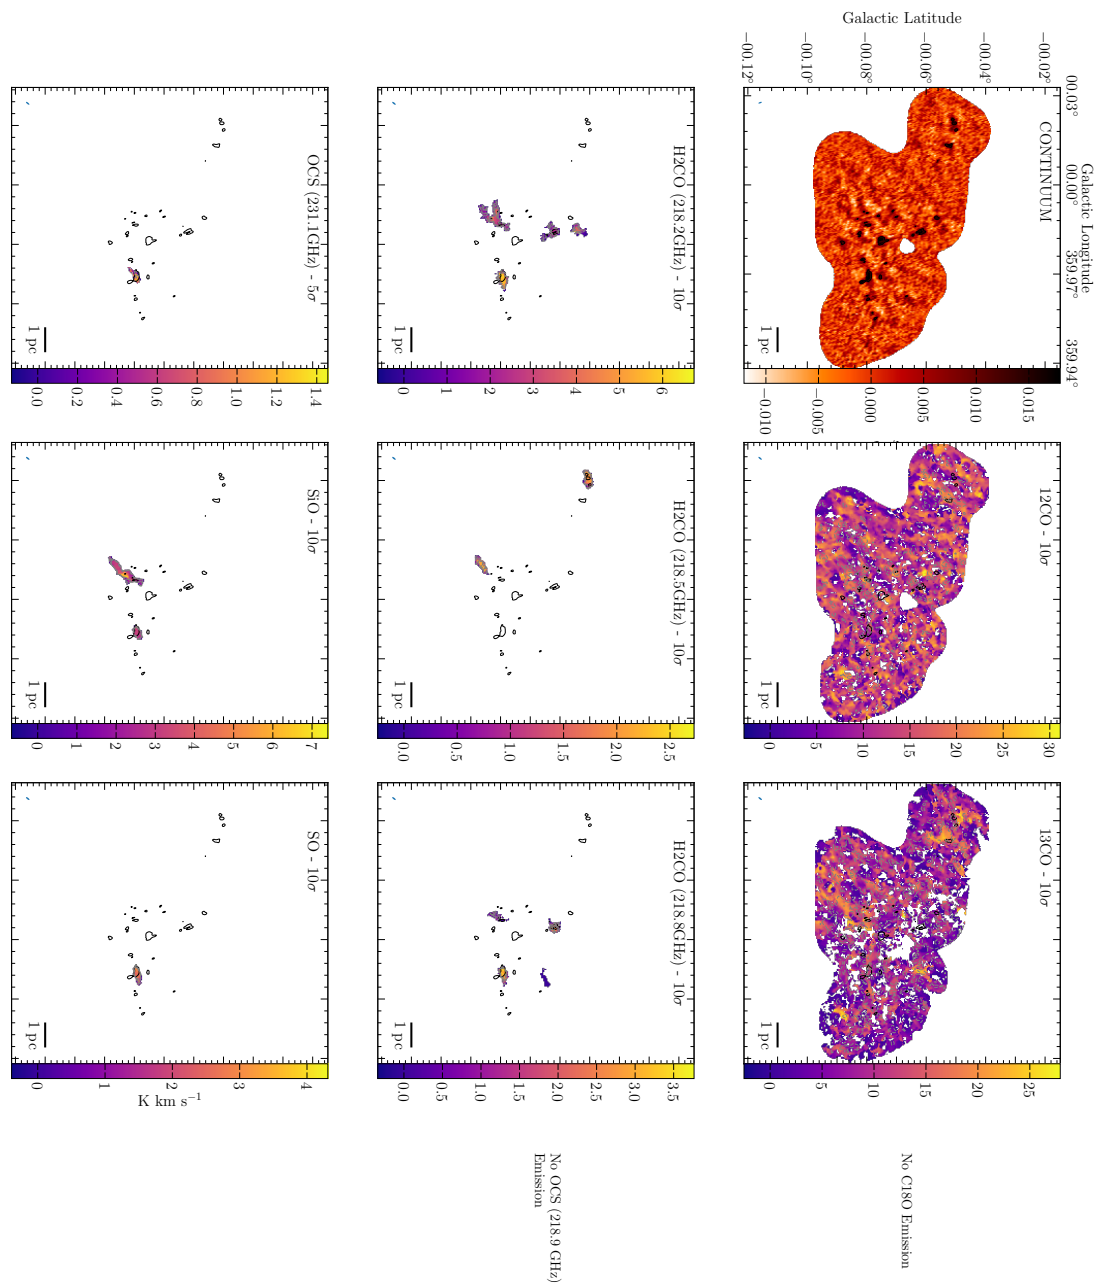 Galactic Longitude
00.03° 00.00° 359.97° 359.94°
Galactic Latitude
−00.02°
−00.04°
−00.06°
−00.08°
−00.10°
−00.12°
CONTINUUM
1 pc
0.015
0.010
0.005
0.000
−0.005
−0.010
12CO - 10σ
1 pc
0 5 10 15 20 25 30
13CO - 10σ
1 pc
0 5 10 15 20 25
No C18O Emission
H2CO (218.2GHz) - 10σ
1 pc
0 1 2 3 4 5 6
H2CO (218.5GHz) - 10σ
1 pc
0.0 0.5 1.0 1.5 2.0 2.5
H2CO (218.8GHz) - 10σ
1 pc
0.0 0.5 1.0 1.5 2.0 2.5 3.0 3.5
No OCS (218.9 GHz)
Emission
OCS (231.1GHz) - 5σ
1 pc
0.0 0.2 0.4 0.6 0.8 1.0 1.2 1.4
SiO - 10σ
1 pc
0 1 2 3 4 5 6 7
SO - 10σ
1 pc
0 1 2 3 4
K km s⁻¹